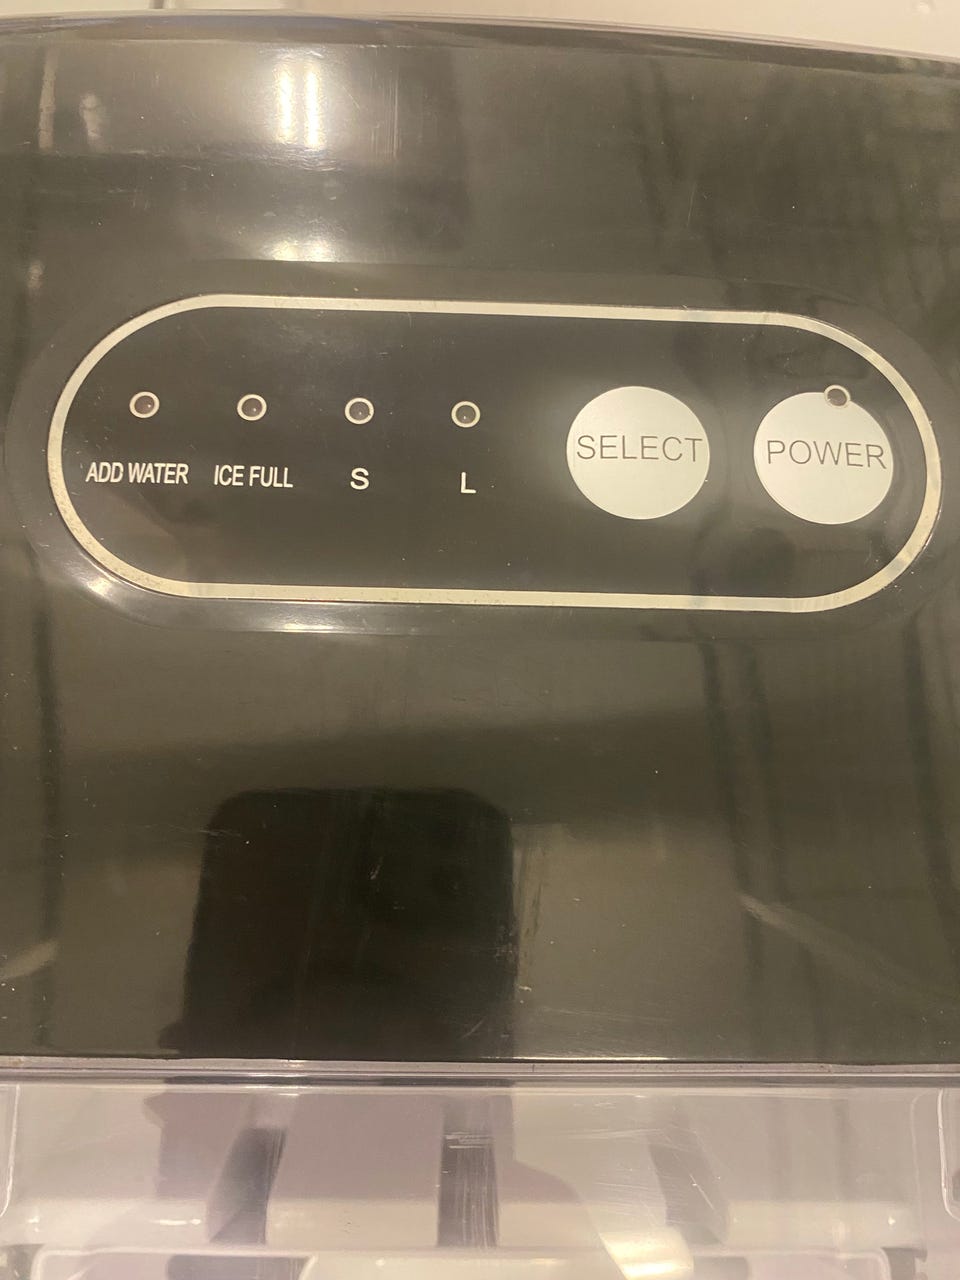 ADD WATER
ICE FULL
S
L
SELECT
POWER